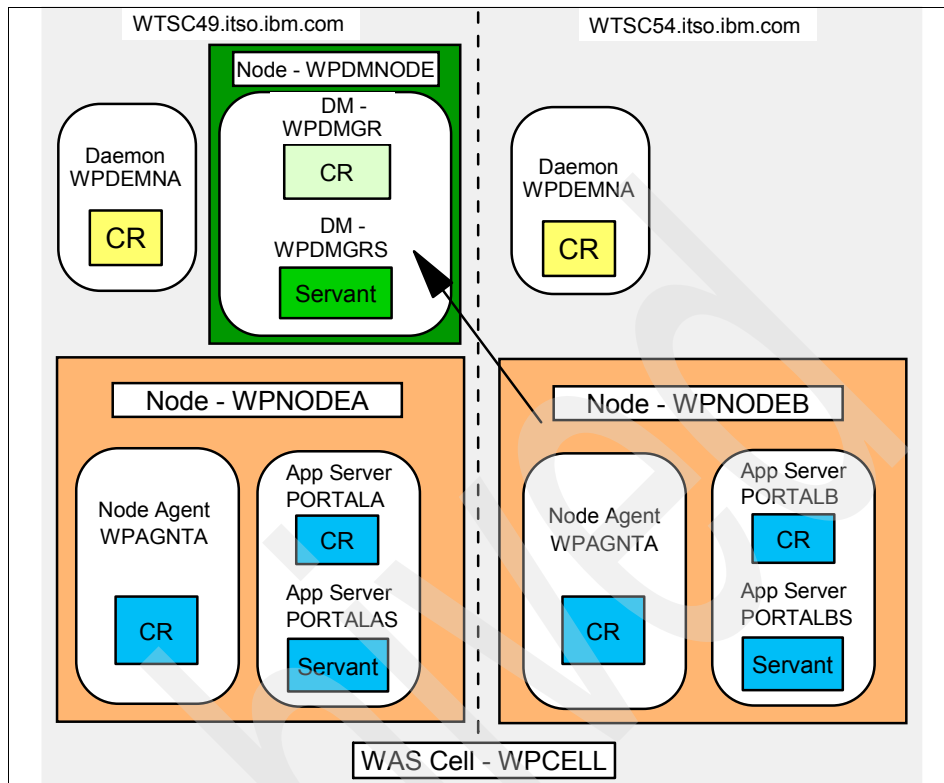 WTSC49.itso.ibm.com
WTSC54.itso.ibm.com
Node - WPDMNODE
DM -
WPDMGR
CR
DM -
WPDMGRS
Servant
Daemon
WPDEMNA
CR
Daemon
WPDEMNA
CR
Node - WPNODEA
Node Agent
WPAGNTA
CR
App Server
PORTALA
CR
App Server
PORTALAS
Servant
Node - WPNODEB
Node Agent
WPAGNTA
CR
App Server
PORTALB
CR
App Server
PORTALBS
Servant
WAS Cell - WPCELL